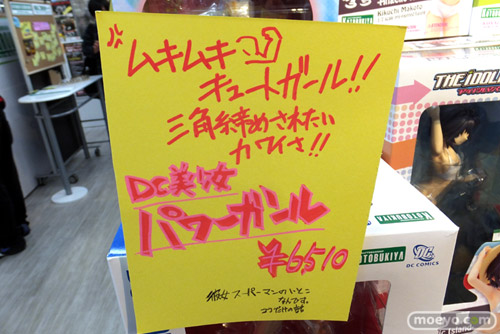 ムキムキ
キュートガール!!
三角締めされたい
カワイさ!!
DC美少女
パワーガール
¥6510
彼女 スーパーマンのいとこ
なんです。
ココだけの話
Kikuchi Makoto
KOTOBUKIYA
THE iDOL
KOTOBUKIYA
DC COMICS
moeyo.com